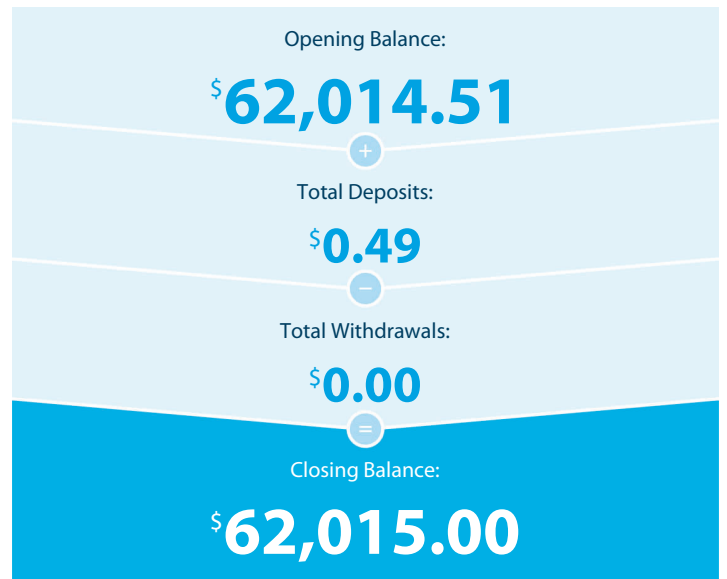 Opening Balance:
$62,014.51
+
Total Deposits:
$0.49
−
Total Withdrawals:
$0.00
=
Closing Balance:
$62,015.00